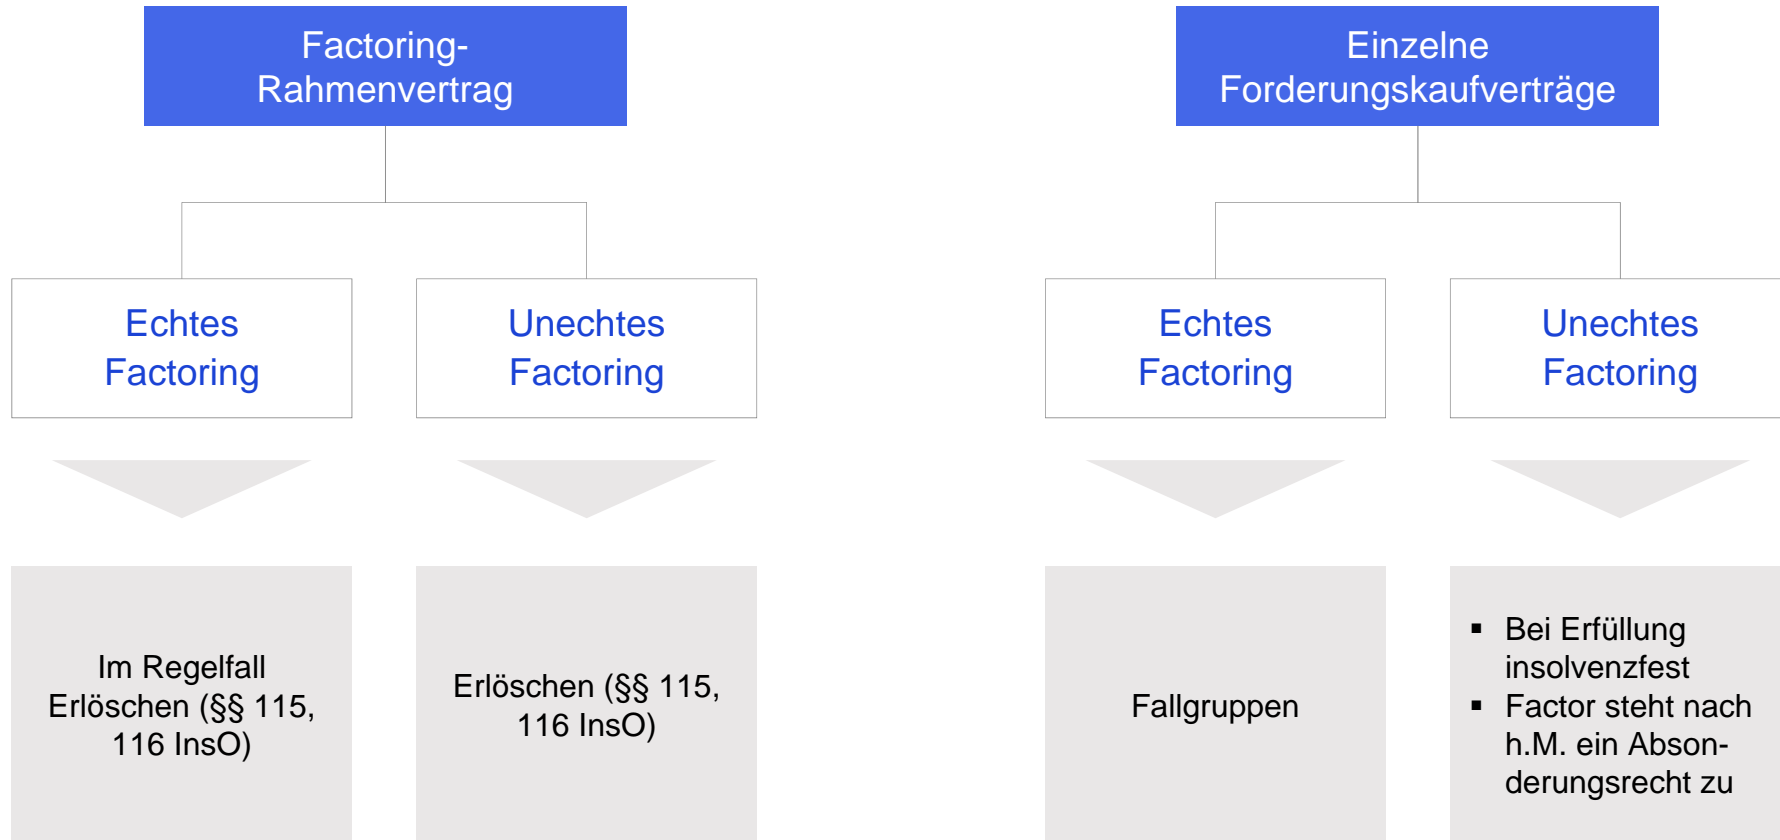 Factoring-
Rahmenvertrag
Einzelne
Forderungskaufverträge
Echtes
Factoring
Unechtes
Factoring
Echtes
Factoring
Unechtes
Factoring
Im Regelfall
Erlöschen (§§ 115,
116 InsO)
Erlöschen (§§ 115,
116 InsO)
Fallgruppen
▪ Bei Erfüllung
insolvenzfest
▪ Factor steht nach
h.M. ein Abson-
derungsrecht zu